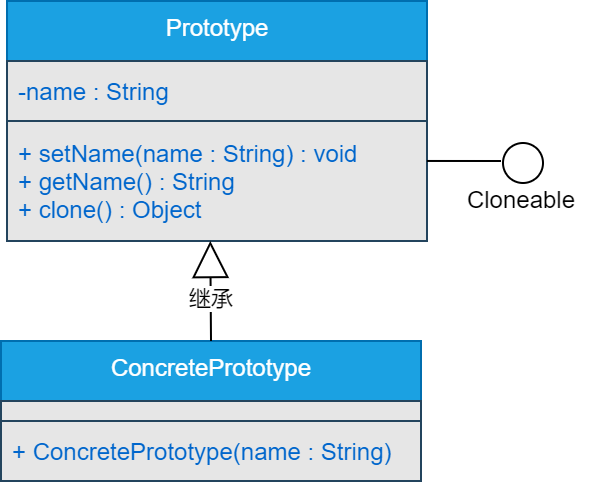 Prototype
-name : String
+ setName(name : String) : void
+ getName() : String
+ clone() : Object
Cloneable
继承
ConcretePrototype
+ ConcretePrototype(name : String)